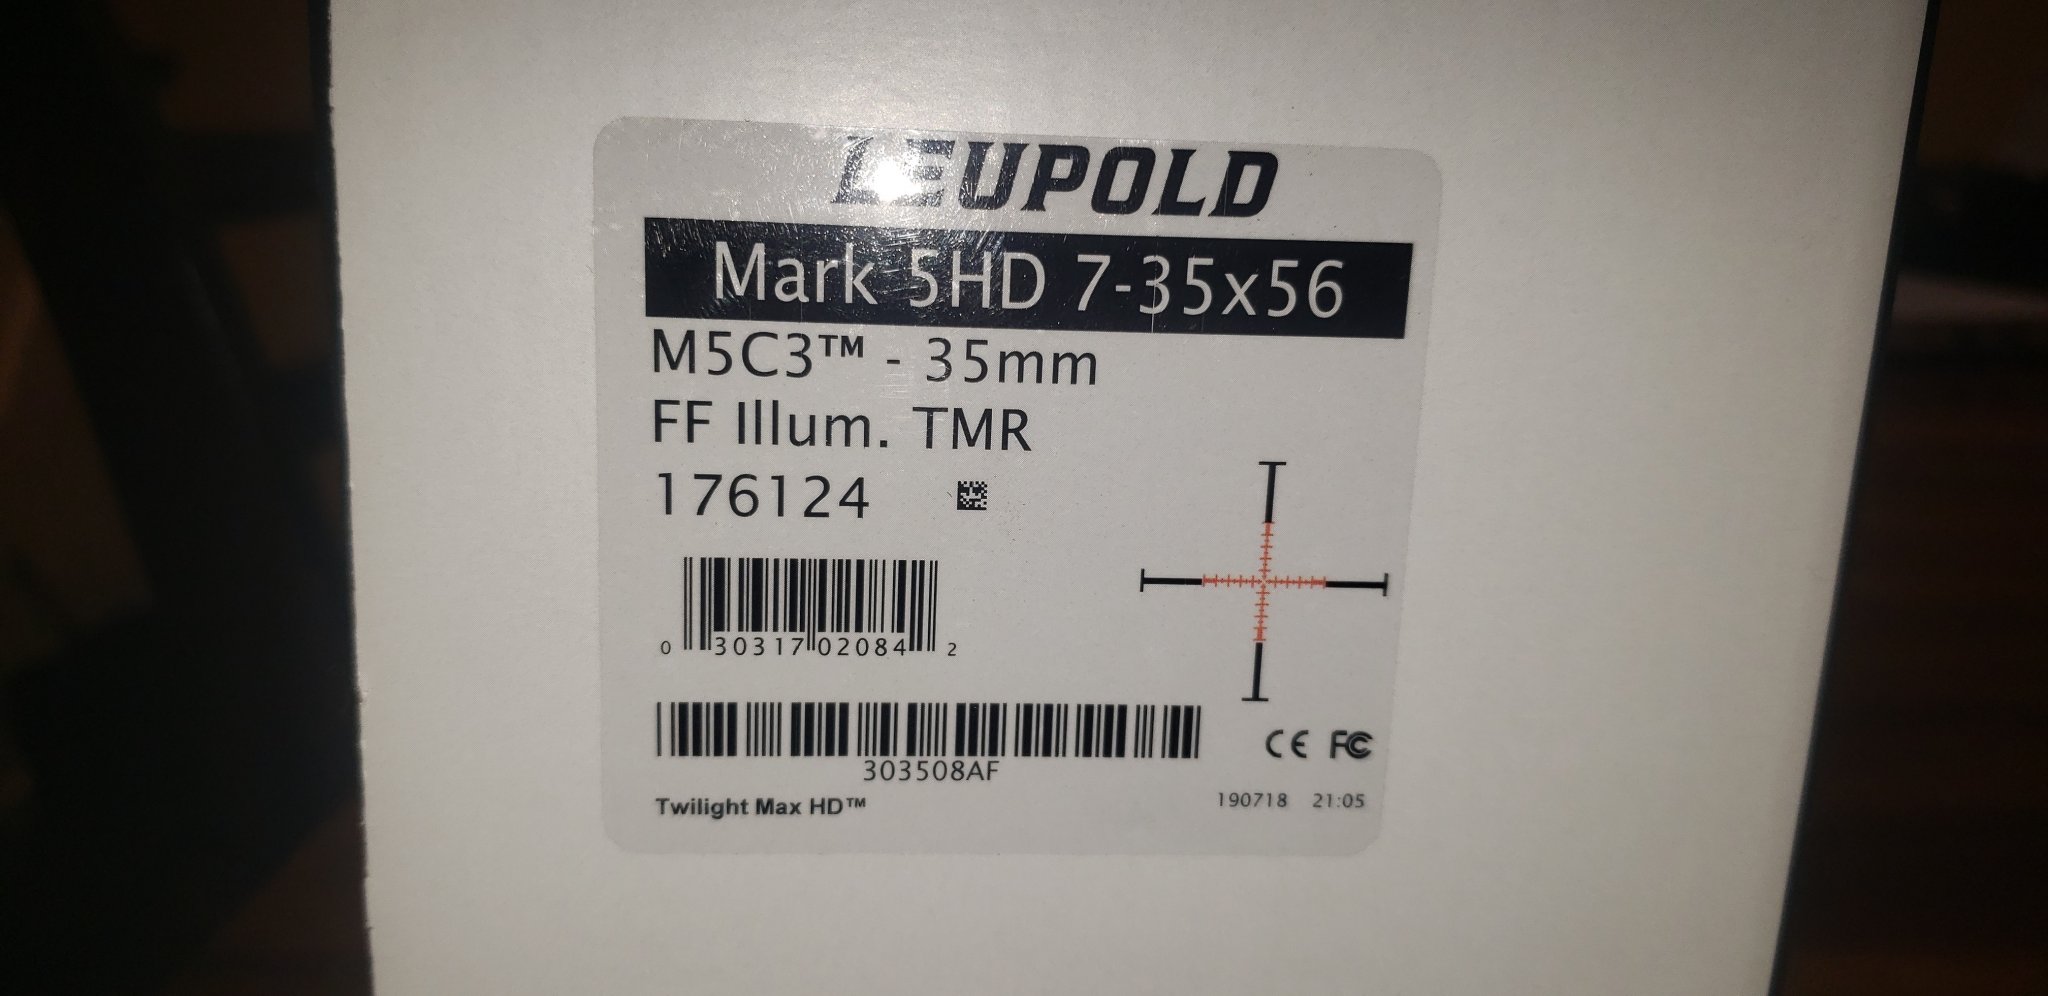 LEUPOLD
Mark 5HD 7-35x56
M5C3™ - 35mm
FF Illum. TMR
176124
0 30317 02084 2
303508AF
CE FC
Twilight Max HD™
190718 21:05